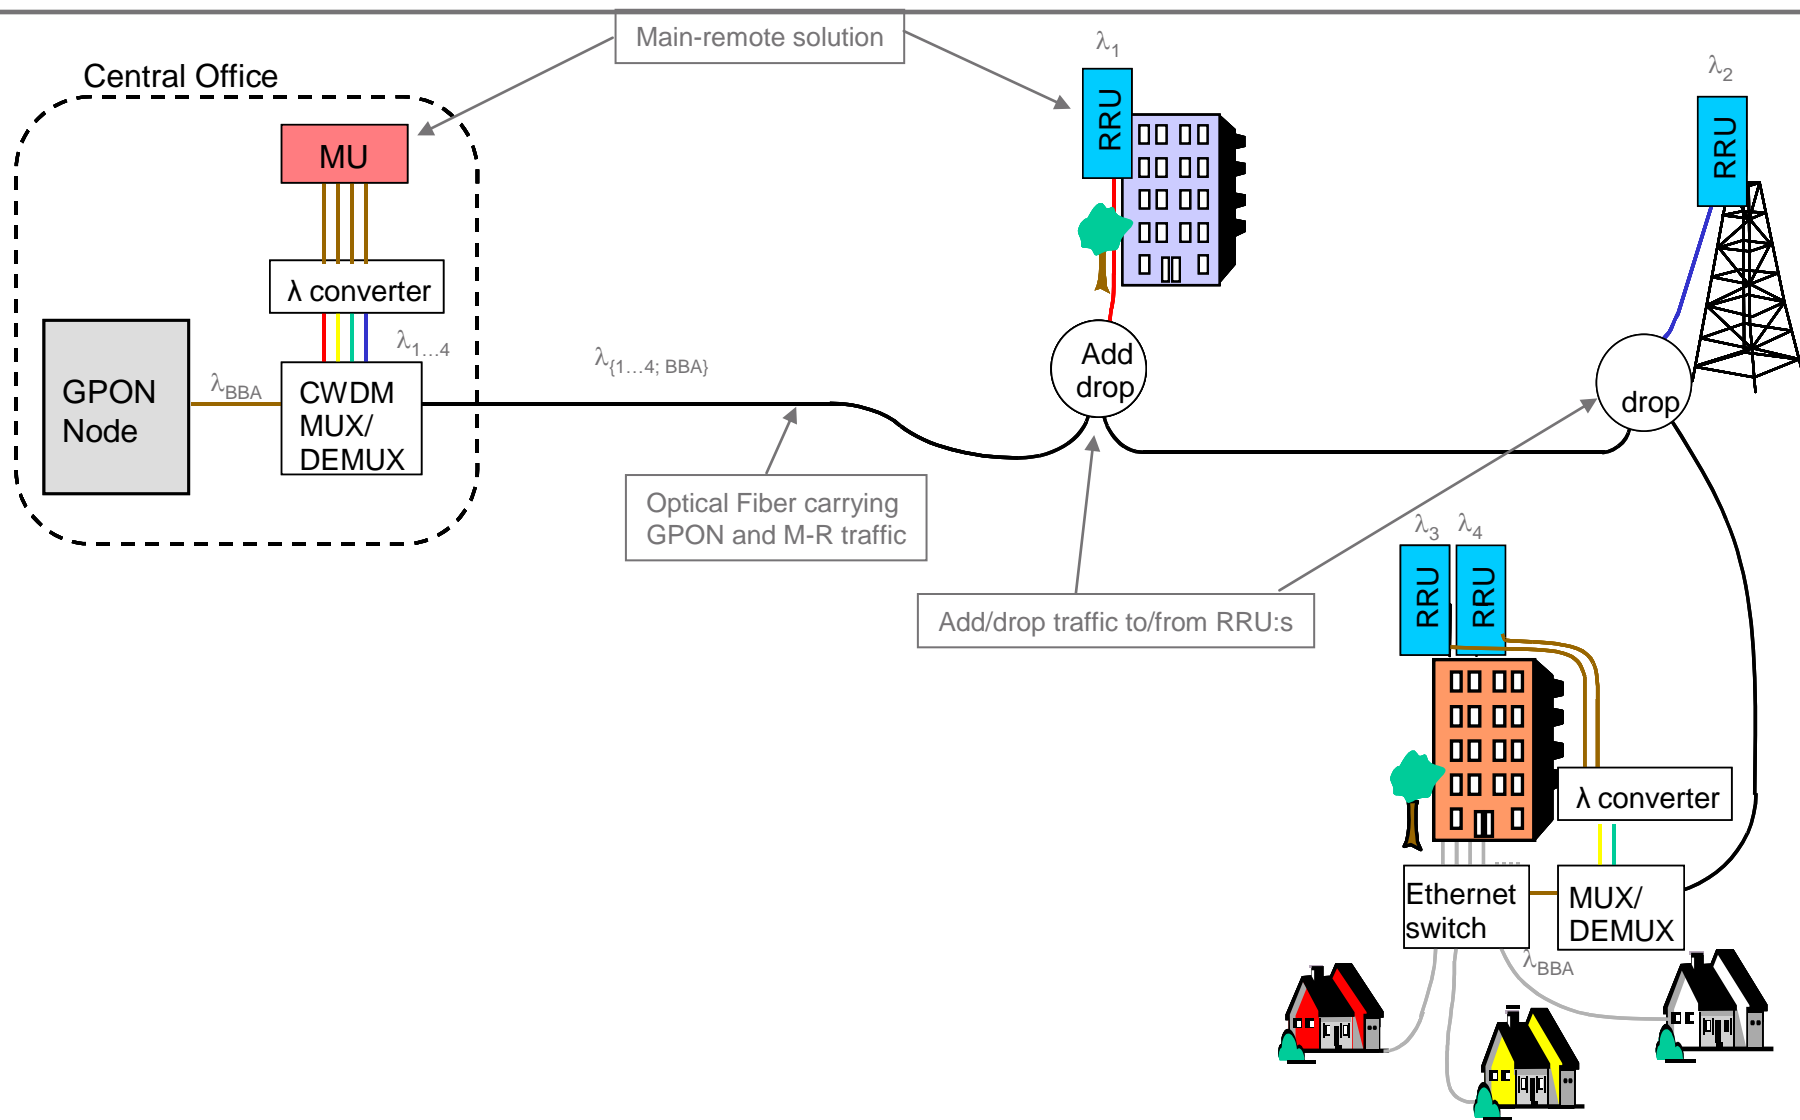 Main-remote solution
λ1
λ2
Central Office
RRU
RRU
MU
λ converter
λ1…4
λ{1…4; BBA}
Add
drop
GPON
Node
λBBA
CWDM
MUX/
DEMUX
drop
Optical Fiber carrying
GPON and M-R traffic
λ3
λ4
RRU
RRU
Add/drop traffic to/from RRU:s
λ converter
Ethernet
switch
MUX/
DEMUX
λBBA